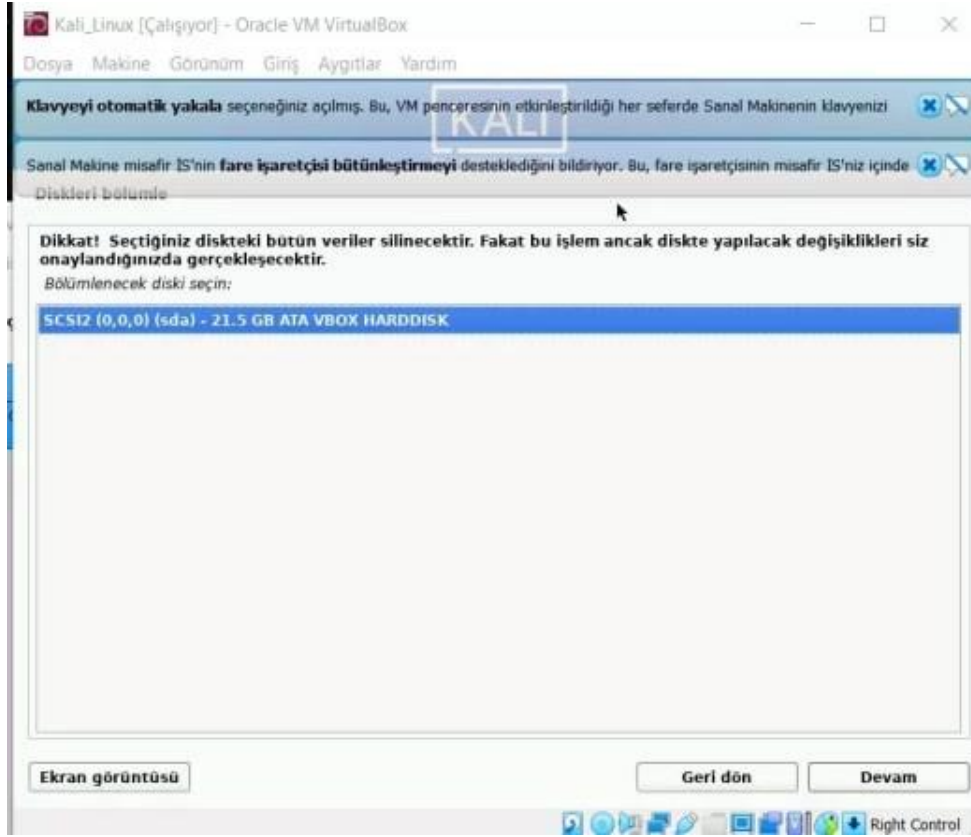 Kali_Linux [Çalışıyor] - Oracle VM VirtualBox
Dosya Makine Görünüm Giriş Aygıtlar Yardım
KALI
Klavyeyi otomatik yakala seçeneğiniz açılmış. Bu, VM penceresinin etkinleştirildiği her seferde Sanal Makinenin klavyenizi
Sanal Makine misafir İS'nin fare işaretçisi bütünleştirmeyi desteklediğini bildiriyor. Bu, fare işaretçisinin misafir İS'niz içinde
Diskleri bölümle
Dikkat! Seçtiğiniz diskteki bütün veriler silinecektir. Fakat bu işlem ancak diskte yapılacak değişiklikleri siz
onaylandığınızda gerçekleşecektir.
Bölümlenecek diski seçin:
SCSI2 (0,0,0) (sda) - 21.5 GB ATA VBOX HARDDISK
Ekran görüntüsü Geri dön Devam
Right Control